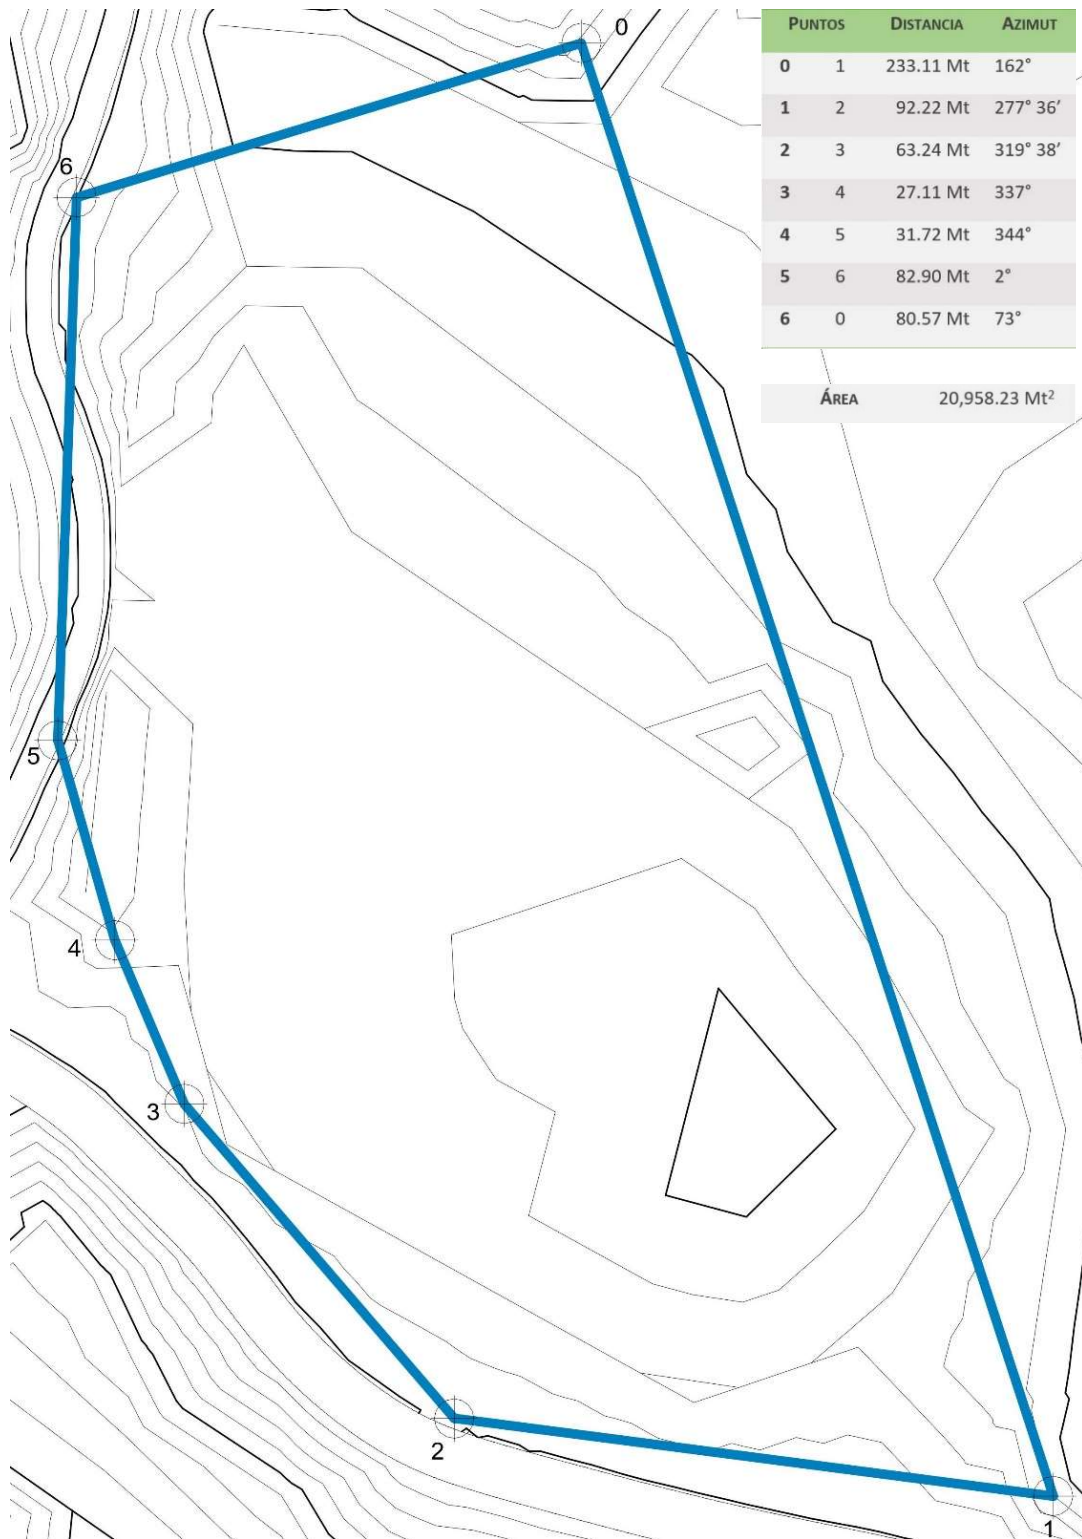 0
PUNTOS DISTANCIA AZIMUT
0 1 233.11 Mt 162°
1 2 92.22 Mt 277° 36′
2 3 63.24 Mt 319° 38′
3 4 27.11 Mt 337°
4 5 31.72 Mt 344°
5 6 82.90 Mt 2°
6 0 80.57 Mt 73°
ÁREA 20,958.23 Mt²
6
5
4
3
2
1